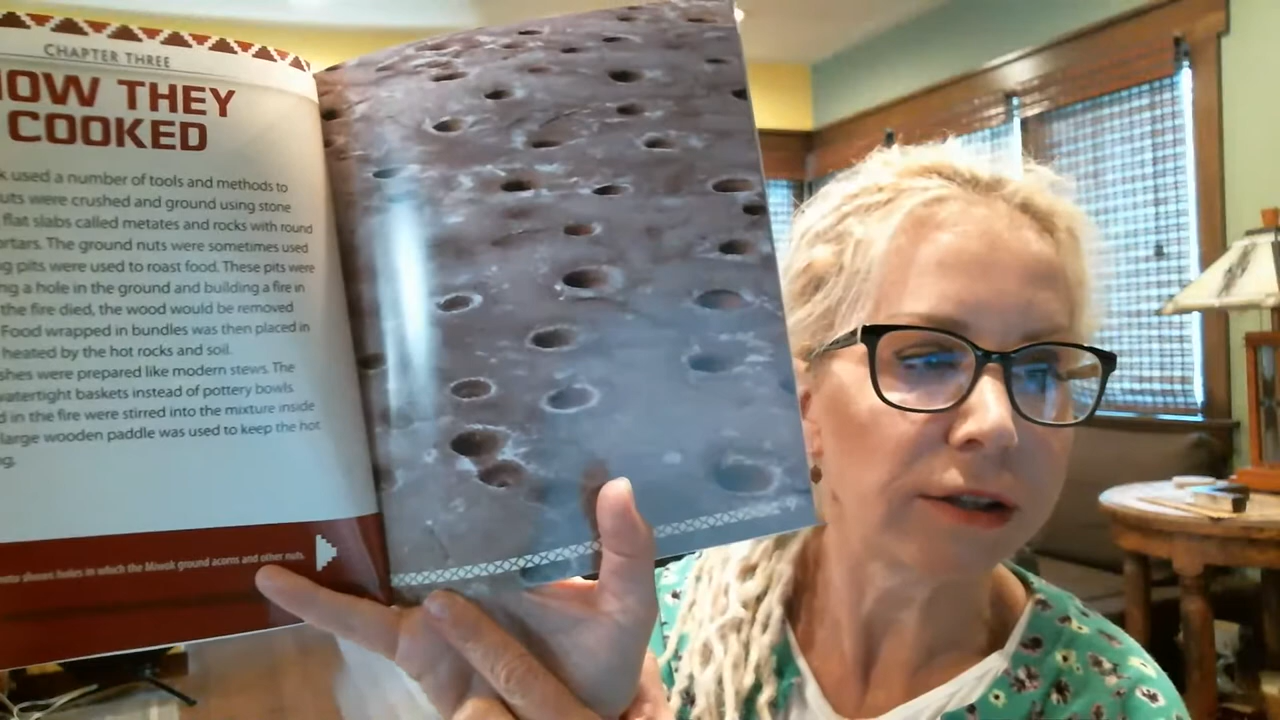 CHAPTER THREE
HOW THEY
COOKED
used a number of tools and methods to
were crushed and ground using stone
flat slabs called metates and rocks with round
The ground nuts were sometimes used
pits were used to roast food. These pits were
a hole in the ground and building a fire in
the fire died, the wood would be removed
Food wrapped in bundles was then placed in
heated by the hot rocks and soil.
were prepared like modern stews. The
watertight baskets instead of pottery bowls.
in the fire were stirred into the mixture inside
large wooden paddle was used to keep the hot
shows holes in which the Miwok ground acorns and other nuts.